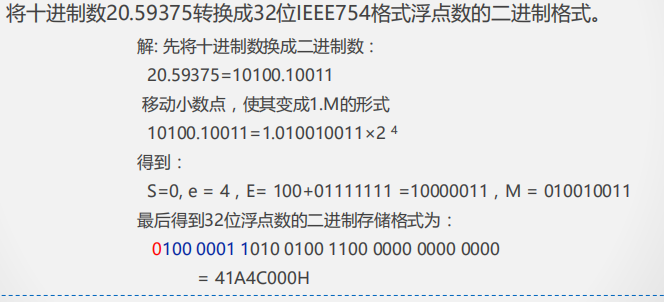 将十进制数20.59375转换成32位IEEE754格式浮点数的二进制格式。
解: 先将十进制数换成二进制数：
20.59375=10100.10011
移动小数点，使其变成1.M的形式
10100.10011=1.010010011×2 ⁴
得到：
S=0, e = 4 , E= 100+01111111 =10000011 , M = 010010011
最后得到32位浮点数的二进制存储格式为：
0100 0001 1010 0100 1100 0000 0000 0000
= 41A4C000H